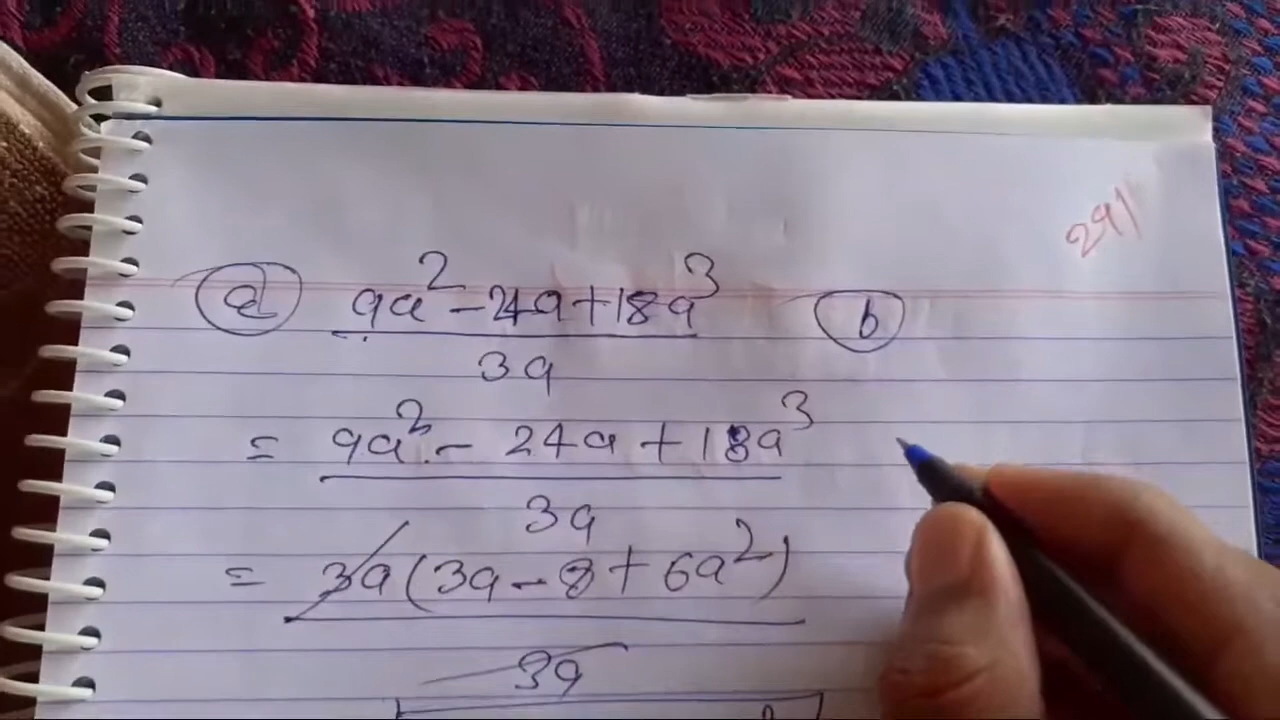 291
(a) 9a² - 24a + 18a³ (b)
3a
= 9a² - 24a + 18a³
3a
= 3a(3a - 8 + 6a²)
3a